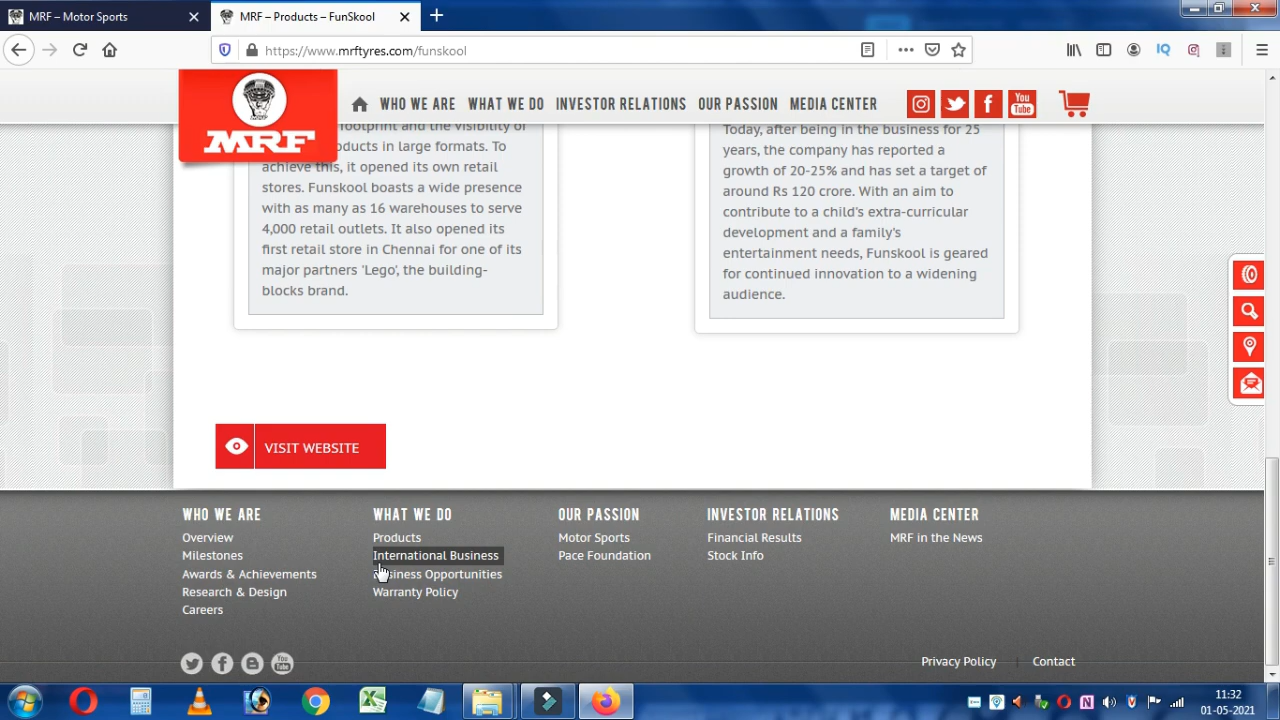 MRF – Motor Sports
MRF – Products – FunSkool
https://www.mrftyres.com/funskool
MRF
WHO WE ARE
WHAT WE DO
INVESTOR RELATIONS
OUR PASSION
MEDIA CENTER
You
Tube
footprint and the visibility of
oducts in large formats. To
achieve this, it opened its own retail
stores. Funskool boasts a wide presence
with as many as 16 warehouses to serve
4,000 retail outlets. It also opened its
first retail store in Chennai for one of its
major partners 'Lego', the building-
blocks brand.
Today, after being in the business for 25
years, the company has reported a
growth of 20-25% and has set a target of
around Rs 120 crore. With an aim to
contribute to a child's extra-curricular
development and a family's
entertainment needs, Funskool is geared
for continued innovation to a widening
audience.
VISIT WEBSITE
WHO WE ARE
Overview
Milestones
Awards & Achievements
Research & Design
Careers
WHAT WE DO
Products
International Business
Business Opportunities
Warranty Policy
OUR PASSION
Motor Sports
Pace Foundation
INVESTOR RELATIONS
Financial Results
Stock Info
MEDIA CENTER
MRF in the News
You
Tube
Privacy Policy
Contact
11:32
01-05-2021